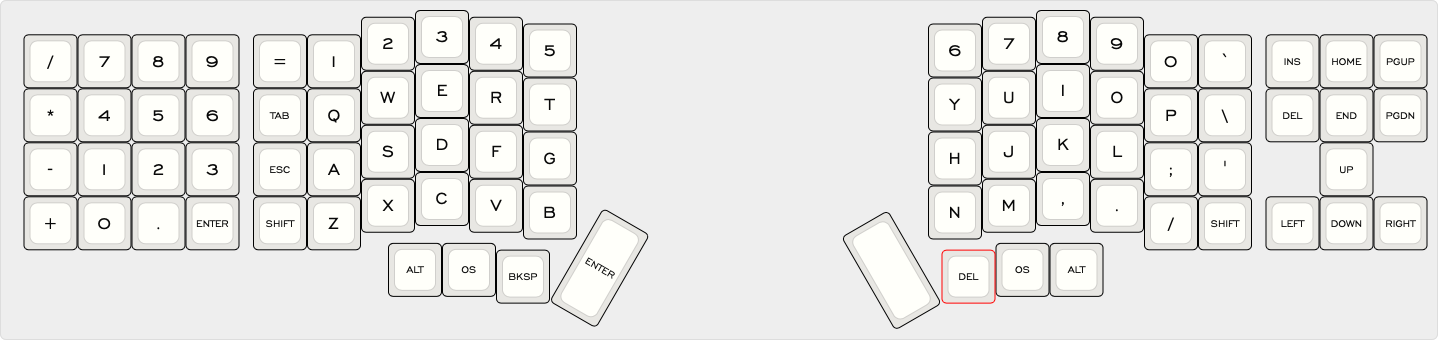 / 7 8 9 = 1 2 3 4 5 6 7 8 9 0 ` INS HOME PGUP
* 4 5 6 TAB Q W E R T Y U I O P \ DEL END PGDN
- 1 2 3 ESC A S D F G H J K L ; ' UP
+ 0 . ENTER SHIFT Z X C V B N M , . / SHIFT LEFT DOWN RIGHT
ALT OS BKSP ENTER DEL OS ALT